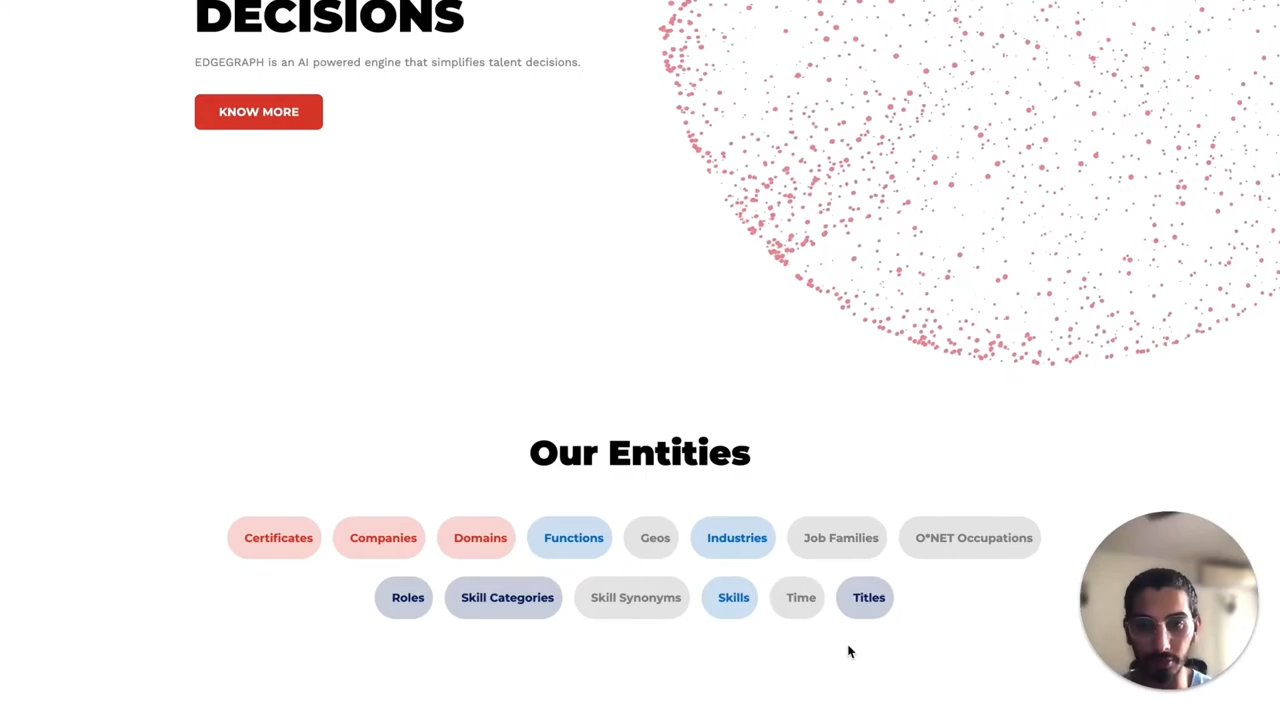 DECISIONS
EDGEGRAPH is an AI powered engine that simplifies talent decisions.
KNOW MORE
Our Entities
Certificates Companies Domains Functions Geos Industries Job Families O*NET Occupations
Roles Skill Categories Skill Synonyms Skills Time Titles